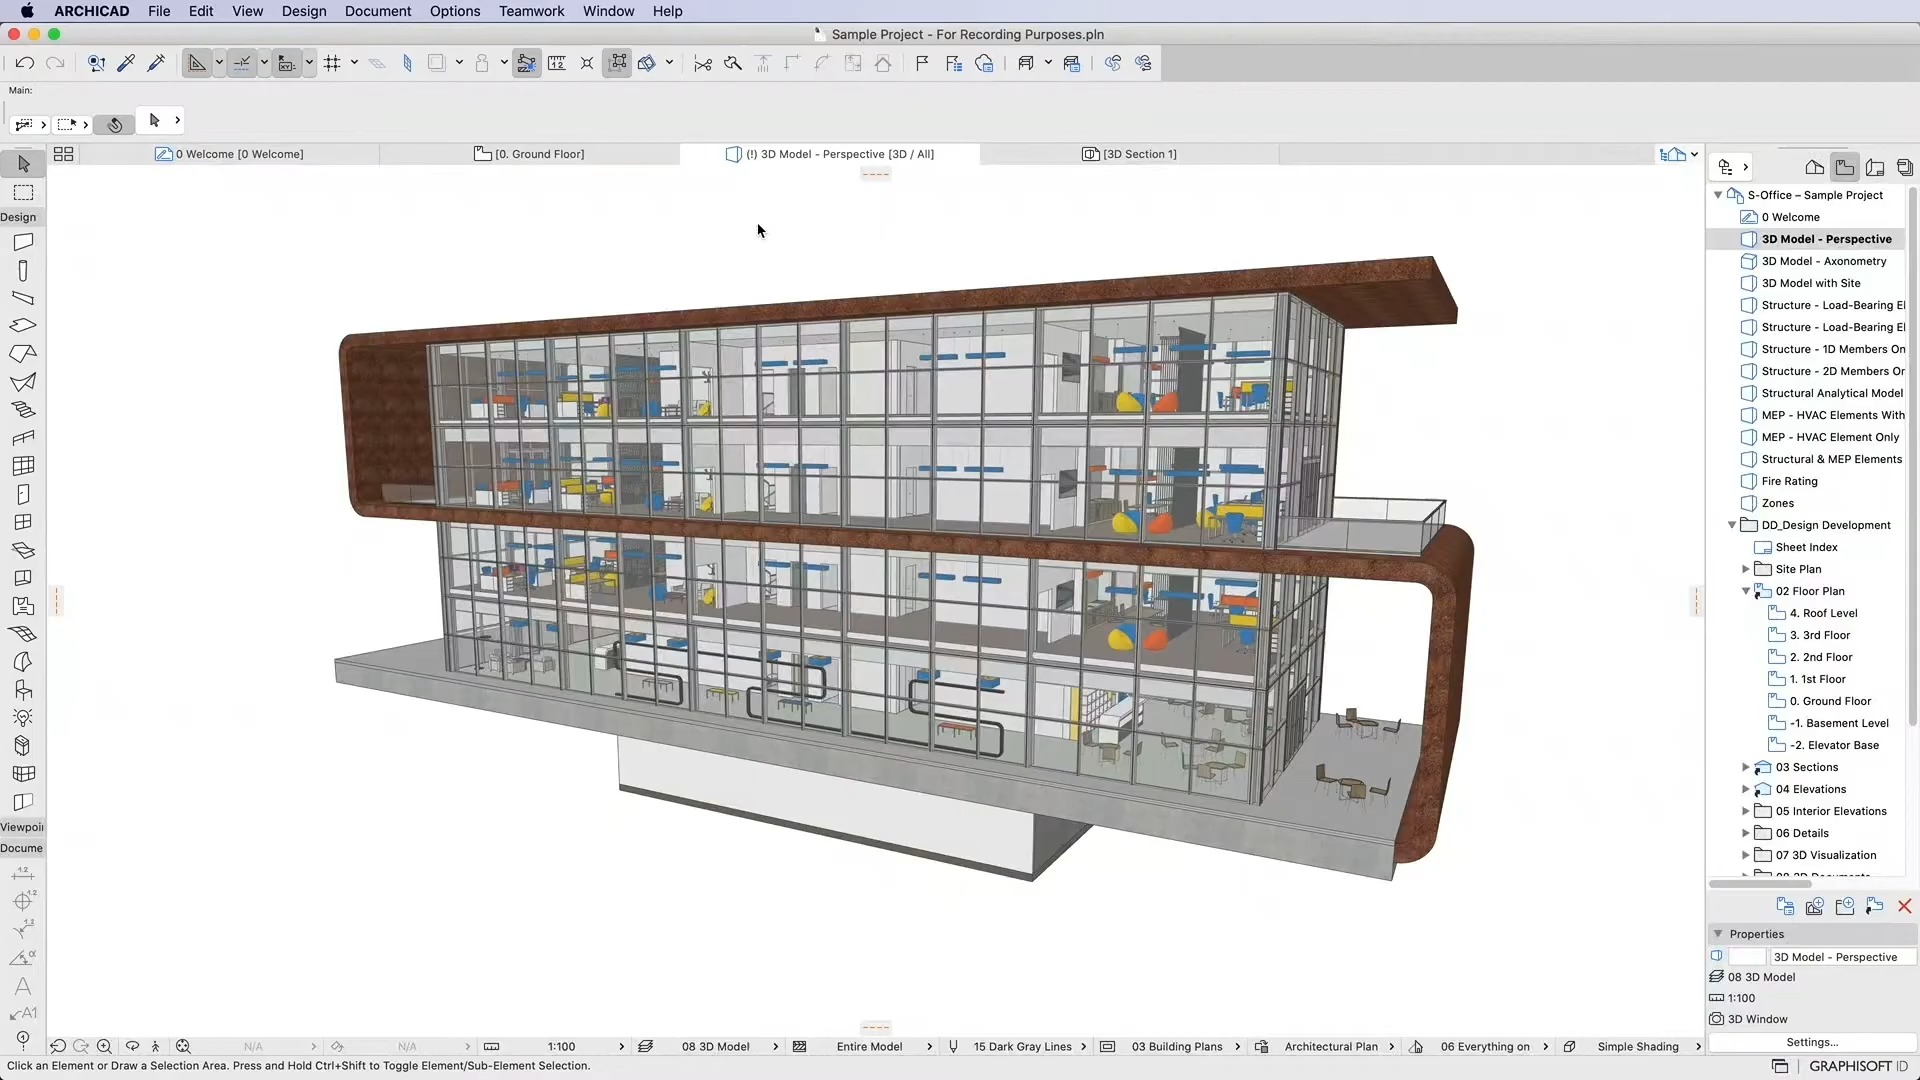 ARCHICAD File Edit View Design Document Options Teamwork Window Help
Sample Project - For Recording Purposes.pln
Main:
0 Welcome [0 Welcome]
[0. Ground Floor]
(!) 3D Model - Perspective [3D / All]
[3D Section 1]
Design
Viewpoi
Docume
S-Office – Sample Project
0 Welcome
3D Model - Perspective
3D Model - Axonometry
3D Model with Site
Structure - Load-Bearing El
Structure - Load-Bearing El
Structure - 1D Members On
Structure - 2D Members Or
Structural Analytical Model
MEP - HVAC Elements With
MEP - HVAC Element Only
Structural & MEP Elements
Fire Rating
Zones
DD_Design Development
Sheet Index
Site Plan
02 Floor Plan
4. Roof Level
3. 3rd Floor
2. 2nd Floor
1. 1st Floor
0. Ground Floor
-1. Basement Level
-2. Elevator Base
03 Sections
04 Elevations
05 Interior Elevations
06 Details
07 3D Visualization
Properties
3D Model - Perspective
08 3D Model
1:100
3D Window
Settings...
N/A N/A 1:100 08 3D Model Entire Model 15 Dark Gray Lines 03 Building Plans Architectural Plan 06 Everything on Simple Shading
Click an Element or Draw a Selection Area. Press and Hold Ctrl+Shift to Toggle Element/Sub-Element Selection.
GRAPHISOFT ID